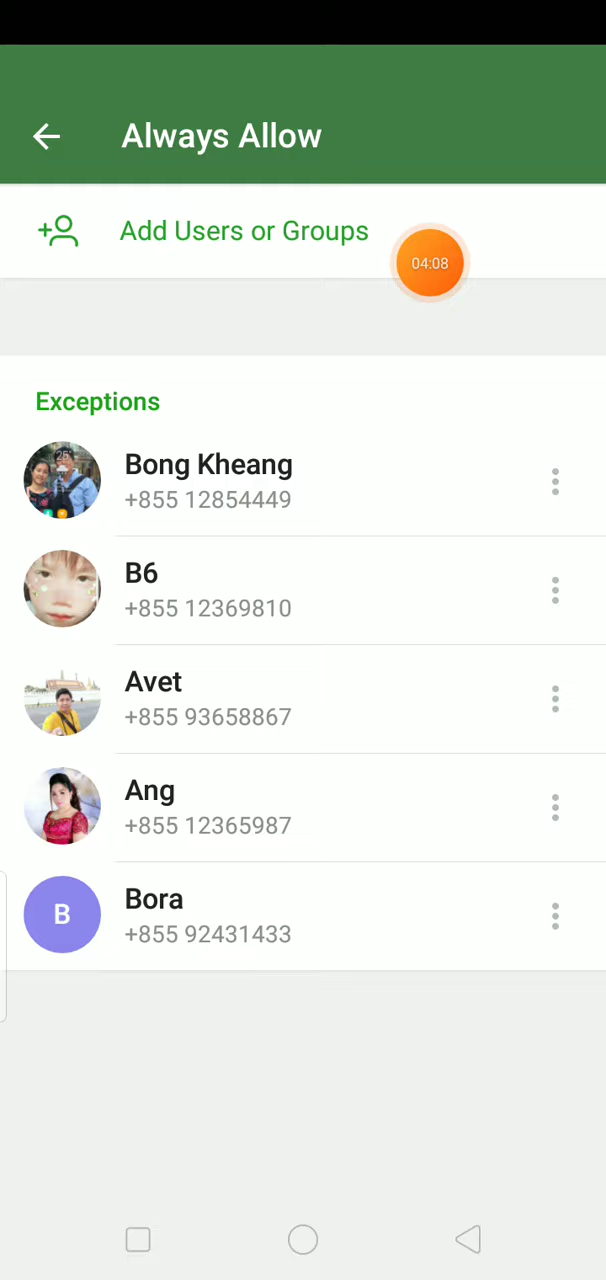 Always Allow
Add Users or Groups
04:08
Exceptions
Bong Kheang
+855 12854449
B6
+855 12369810
Avet
+855 93658867
Ang
+855 12365987
B
Bora
+855 92431433